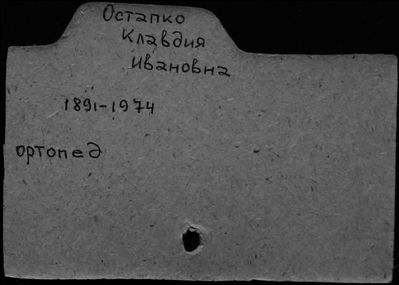 Остапко
Клавдия
Ивановна
1891-1974
ортопед